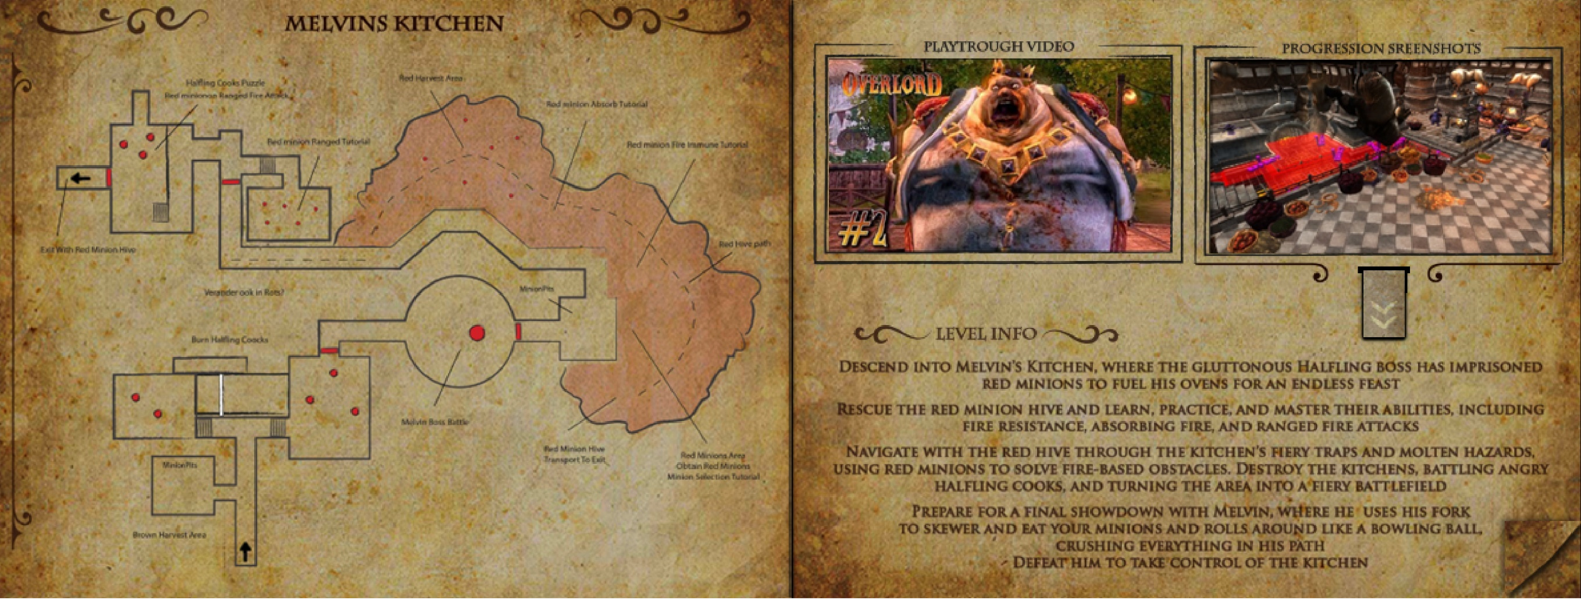 MELVINS KITCHEN
Halfling Cooks Puzzle
Red minionon Ranged Fire Attack
Red Harvest Area
Red minion Absorb Tutorial
Red minion Ranged Tutorial
Red minion Fire Immune Tutorial
Exit With Red Minion Hive
Red Hive path
MinionPits
Burn Halfling Coocks
Melvin Boss Battle
Red Minion Hive
Transport To Exit
Red Minions Area
Obtain Red Minions
Minion Selection Tutorial
MinionPits
Brown Harvest Area
PLAYTROUGH VIDEO
OVERLORD
#2
PROGRESSION SREENSHOTS
LEVEL INFO
DESCEND INTO MELVIN'S KITCHEN, WHERE THE GLUTTONOUS HALFLING BOSS HAS IMPRISONED
RED MINIONS TO FUEL HIS OVENS FOR AN ENDLESS FEAST
RESCUE THE RED MINION HIVE AND LEARN, PRACTICE, AND MASTER THEIR ABILITIES, INCLUDING
FIRE RESISTANCE, ABSORBING FIRE, AND RANGED FIRE ATTACKS
NAVIGATE WITH THE RED HIVE THROUGH THE KITCHEN'S FIERY TRAPS AND MOLTEN HAZARDS,
USING RED MINIONS TO SOLVE FIRE-BASED OBSTACLES. DESTROY THE KITCHENS, BATTLING ANGRY
HALFLING COOKS, AND TURNING THE AREA INTO A FIERY BATTLEFIELD
PREPARE FOR A FINAL SHOWDOWN WITH MELVIN, WHERE HE USES HIS FORK
TO SKEWER AND EAT YOUR MINIONS AND ROLLS AROUND LIKE A BOWLING BALL,
CRUSHING EVERYTHING IN HIS PATH
DEFEAT HIM TO TAKE CONTROL OF THE KITCHEN